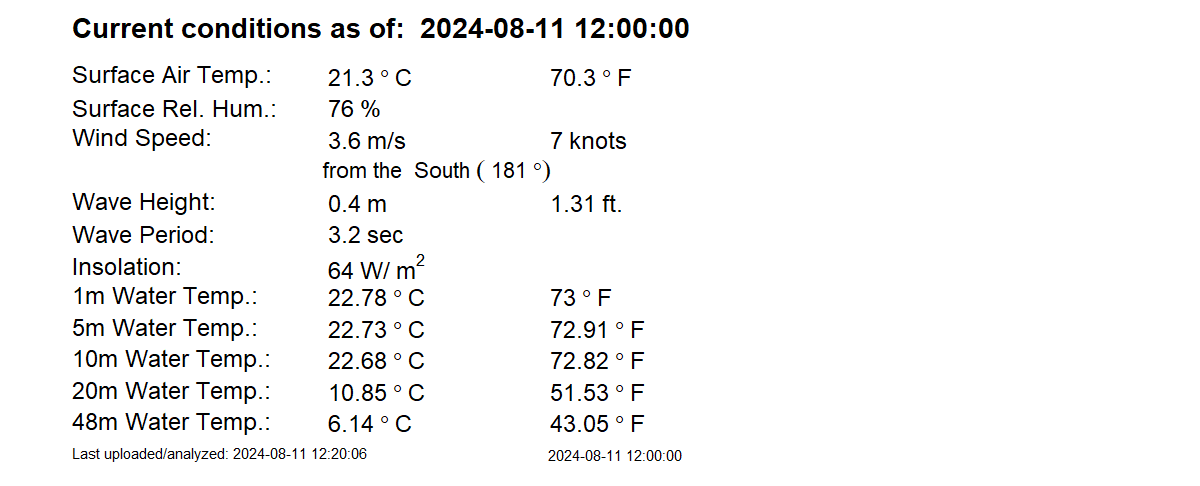 Current conditions as of: 2024-08-11 12:00:00
Surface Air Temp.: 21.3 ° C 70.3 ° F
Surface Rel. Hum.: 76 %
Wind Speed: 3.6 m/s 7 knots
from the South ( 181 °)
Wave Height: 0.4 m 1.31 ft.
Wave Period: 3.2 sec
Insolation: 64 W/ m²
1m Water Temp.: 22.78 ° C 73 ° F
5m Water Temp.: 22.73 ° C 72.91 ° F
10m Water Temp.: 22.68 ° C 72.82 ° F
20m Water Temp.: 10.85 ° C 51.53 ° F
48m Water Temp.: 6.14 ° C 43.05 ° F
Last uploaded/analyzed: 2024-08-11 12:20:06 2024-08-11 12:00:00